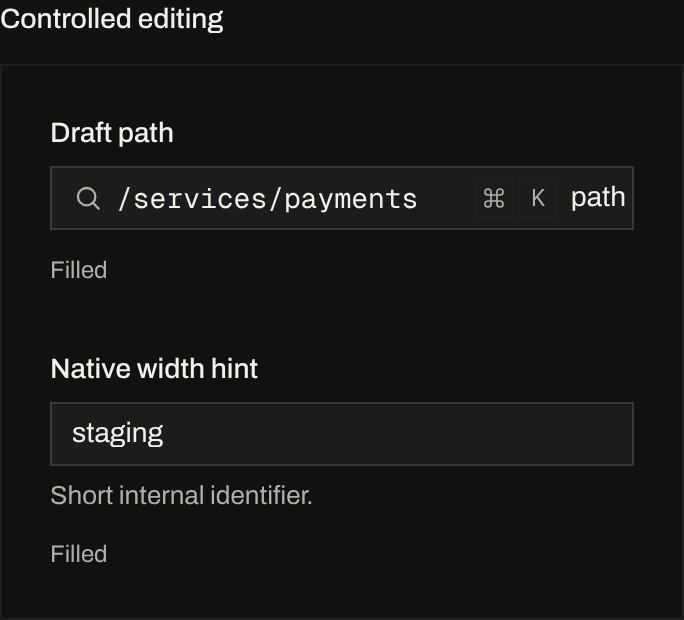 Controlled editing
Draft path
/services/payments ⌘ K path
Filled
Native width hint
staging
Short internal identifier.
Filled